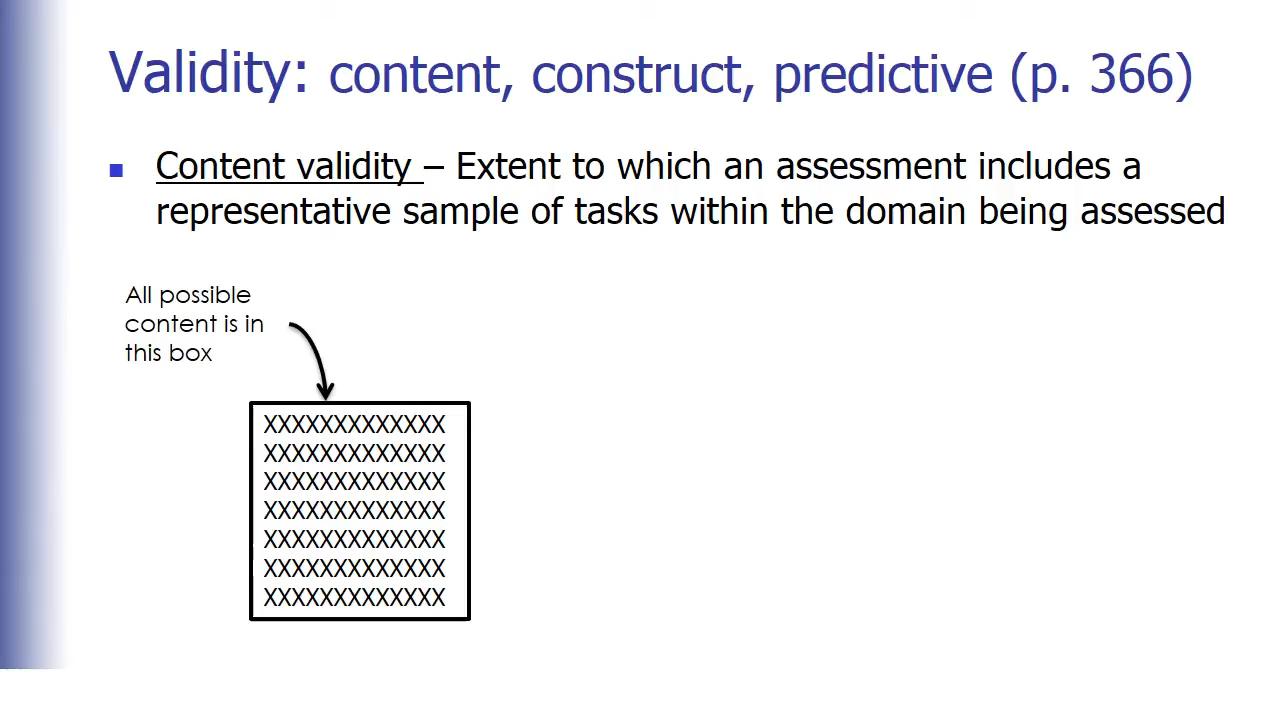 Validity: content, construct, predictive (p. 366)
Content validity – Extent to which an assessment includes a
representative sample of tasks within the domain being assessed
All possible
content is in
this box
XXXXXXXXXXXXX
XXXXXXXXXXXXX
XXXXXXXXXXXXX
XXXXXXXXXXXXX
XXXXXXXXXXXXX
XXXXXXXXXXXXX
XXXXXXXXXXXXX